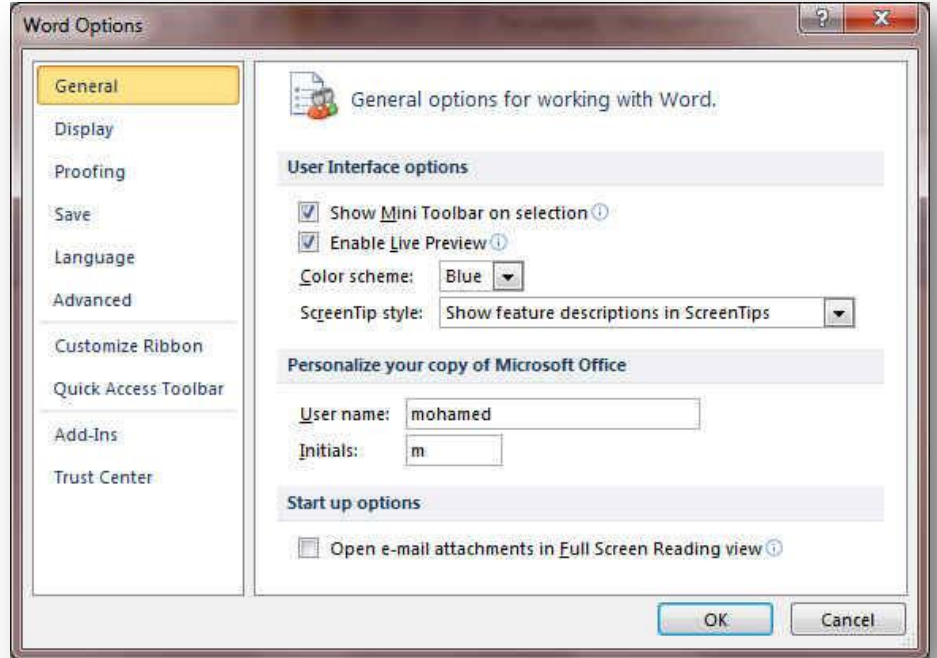 Word Options
General
Display
Proofing
Save
Language
Advanced
Customize Ribbon
Quick Access Toolbar
Add-Ins
Trust Center
General options for working with Word.
User Interface options
Show Mini Toolbar on selection
Enable Live Preview
Color scheme: Blue
ScreenTip style: Show feature descriptions in ScreenTips
Personalize your copy of Microsoft Office
User name: mohamed
Initials: m
Start up options
Open e-mail attachments in Full Screen Reading view
OK Cancel